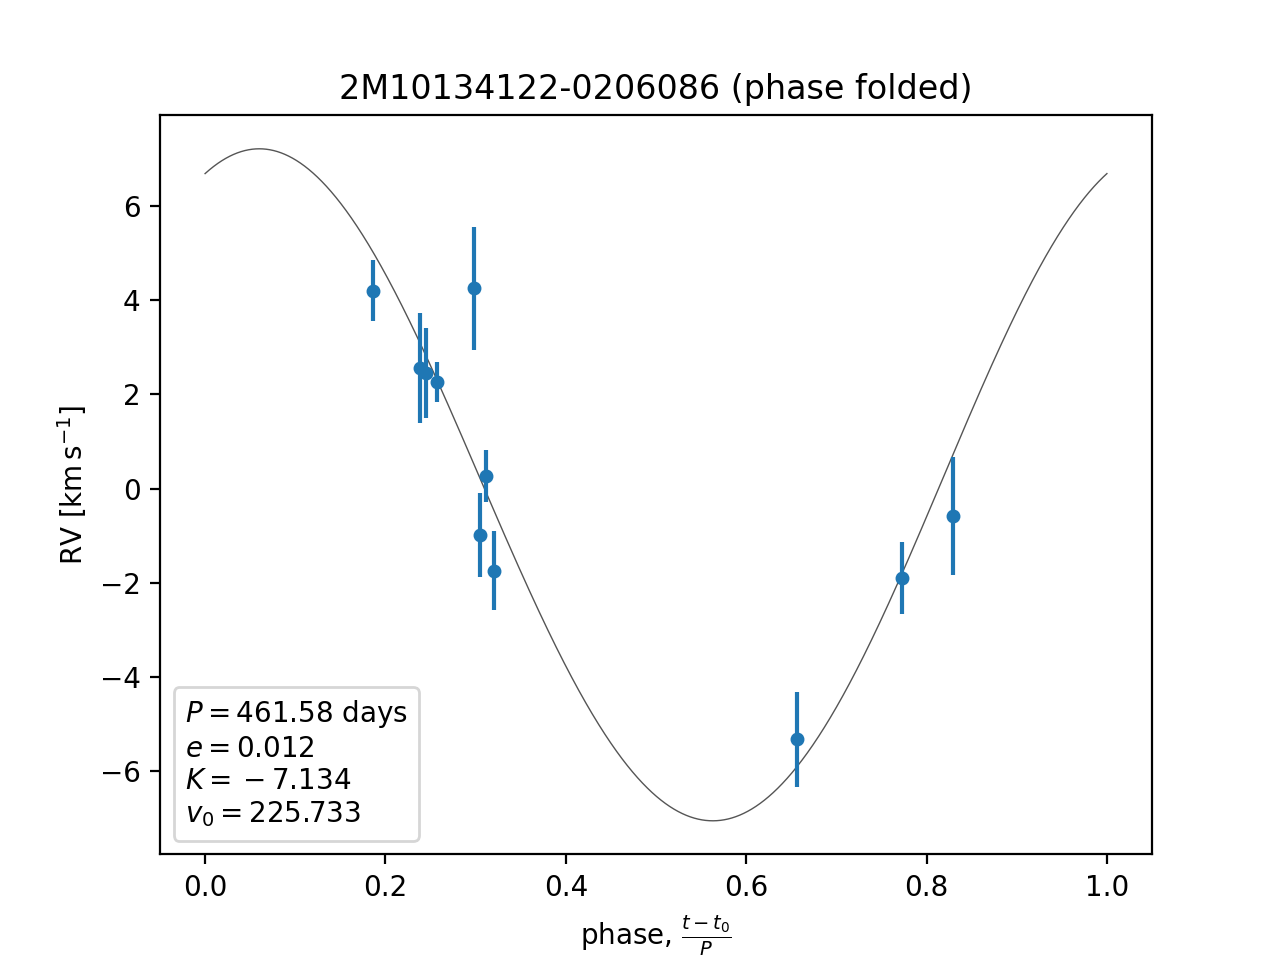 2M10134122-0206086 (phase folded)
RV [km s⁻¹]
6
4
2
0
−2
−4
−6
P = 461.58 days
e = 0.012
K = −7.134
v₀ = 225.733
0.0 0.2 0.4 0.6 0.8 1.0
phase, (t − t₀)/P